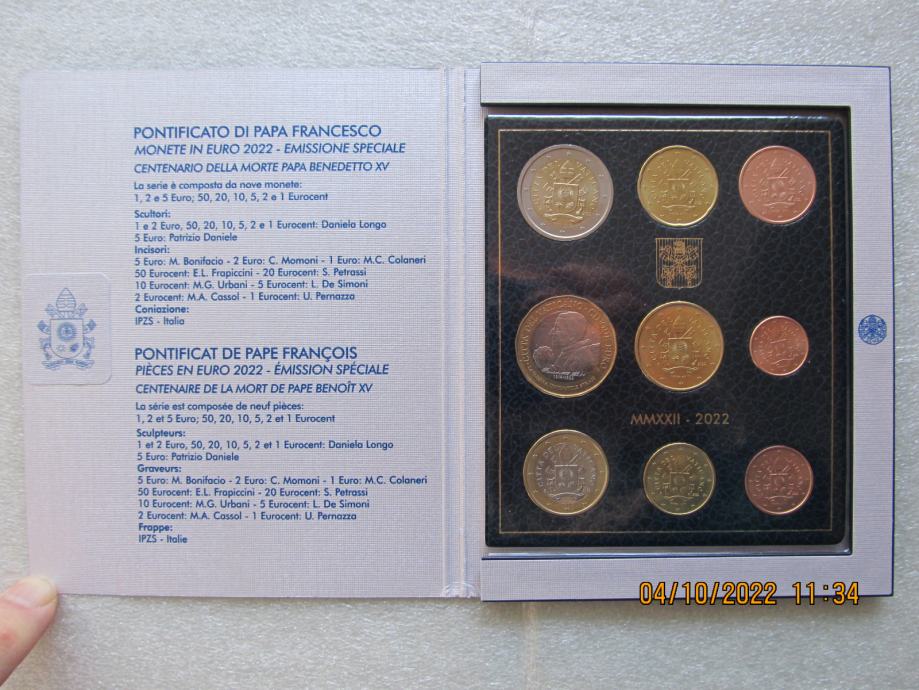 PONTIFICATO DI PAPA FRANCESCO
MONETE IN EURO 2022 - EMISSIONE SPECIALE
CENTENARIO DELLA MORTE PAPA BENEDETTO XV
La serie è composta da nove monete:
1, 2 e 5 Euro; 50, 20, 10, 5, 2 e 1 Eurocent
Scultori:
1 e 2 Euro, 50, 20, 10, 5, 2 e 1 Eurocent: Daniela Longo
5 Euro: Patrizio Daniele
Incisori:
5 Euro: M. Bonifacio - 2 Euro: C. Momoni - 1 Euro: M.C. Colaneri
50 Eurocent: E.L. Frapiccini - 20 Eurocent: S. Petrassi
10 Eurocent: M.G. Urbani - 5 Eurocent: L. De Simoni
2 Eurocent: M.A. Cassol - 1 Eurocent: U. Pernazza
Coniazione:
IPZS - Italia
PONTIFICAT DE PAPE FRANÇOIS
PIÈCES EN EURO 2022 - ÉMISSION SPÉCIALE
CENTENAIRE DE LA MORT DE PAPE BENOÎT XV
La série est composée de neuf pièces:
1, 2 et 5 Euro; 50, 20, 10, 5, 2 et 1 Eurocent
Sculpteurs:
1 et 2 Euro, 50, 20, 10, 5, 2 et 1 Eurocent: Daniela Longo
5 Euro: Patrizio Daniele
Graveurs:
5 Euro: M. Bonifacio - 2 Euro: C. Momoni - 1 Euro: M.C. Colaneri
50 Eurocent: E.L. Frapiccini - 20 Eurocent: S. Petrassi
10 Eurocent: M.G. Urbani - 5 Eurocent: L. De Simoni
2 Eurocent: M.A. Cassol - 1 Eurocent: U. Pernazza
Frappe:
IPZS - Italie
MMXXII - 2022
04/10/2022 11:34